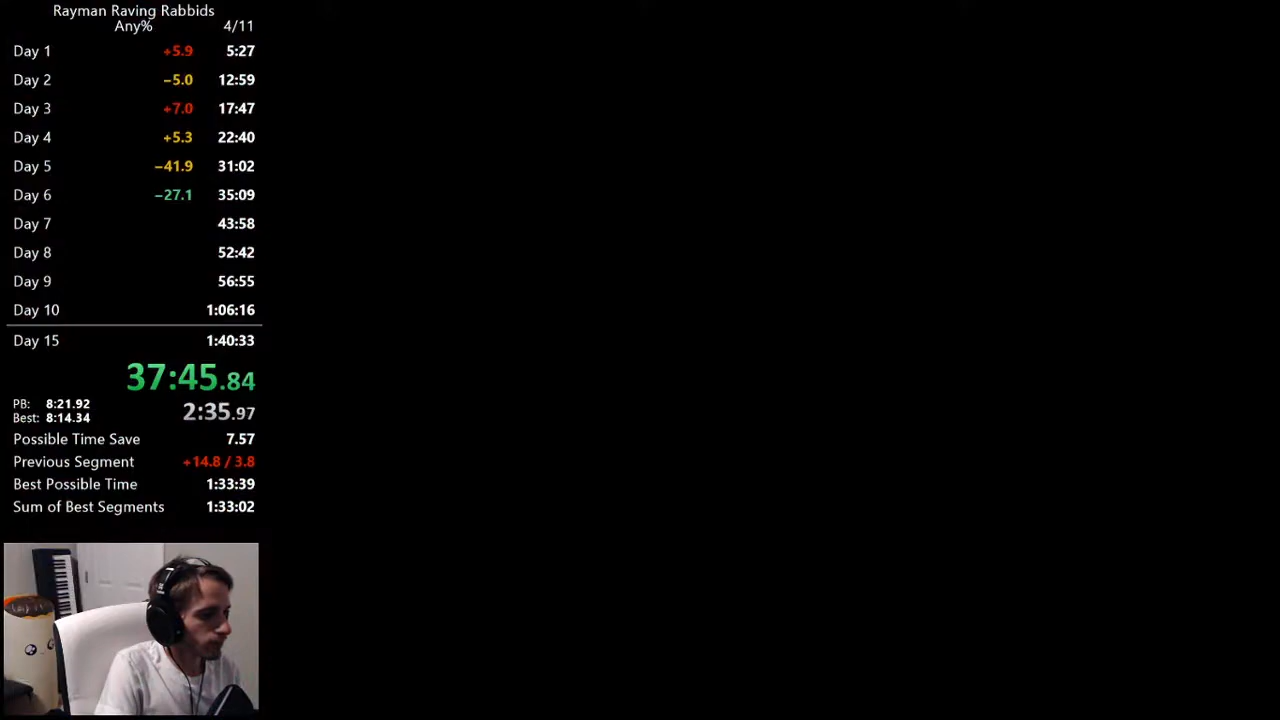 Rayman Raving Rabbids
Any% 4/11
Day 1 +5.9 5:27
Day 2 −5.0 12:59
Day 3 +7.0 17:47
Day 4 +5.3 22:40
Day 5 −41.9 31:02
Day 6 −27.1 35:09
Day 7 43:58
Day 8 52:42
Day 9 56:55
Day 10 1:06:16
Day 15 1:40:33
37:45.84
PB: 8:21.92
Best: 8:14.34 2:35.97
Possible Time Save 7.57
Previous Segment +14.8 / 3.8
Best Possible Time 1:33:39
Sum of Best Segments 1:33:02